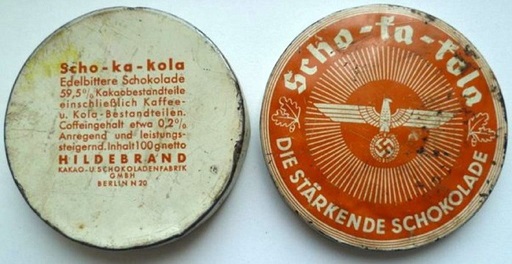 Scho-ka-kola
Edelbittere Schokolade
59,5% Kakaobestandteile
einschließlich Kaffee-
u. Kola-Bestandteilen.
Coffeingehalt etwa 0,2%
Anregend und leistungs-
steigernd. Inhalt 100 g netto
HILDEBRAND
KAKAO-U. SCHOKOLADENFABRIK
GMBH
BERLIN N 20
Scho-ka-kola
DIE STÄRKENDE SCHOKOLADE